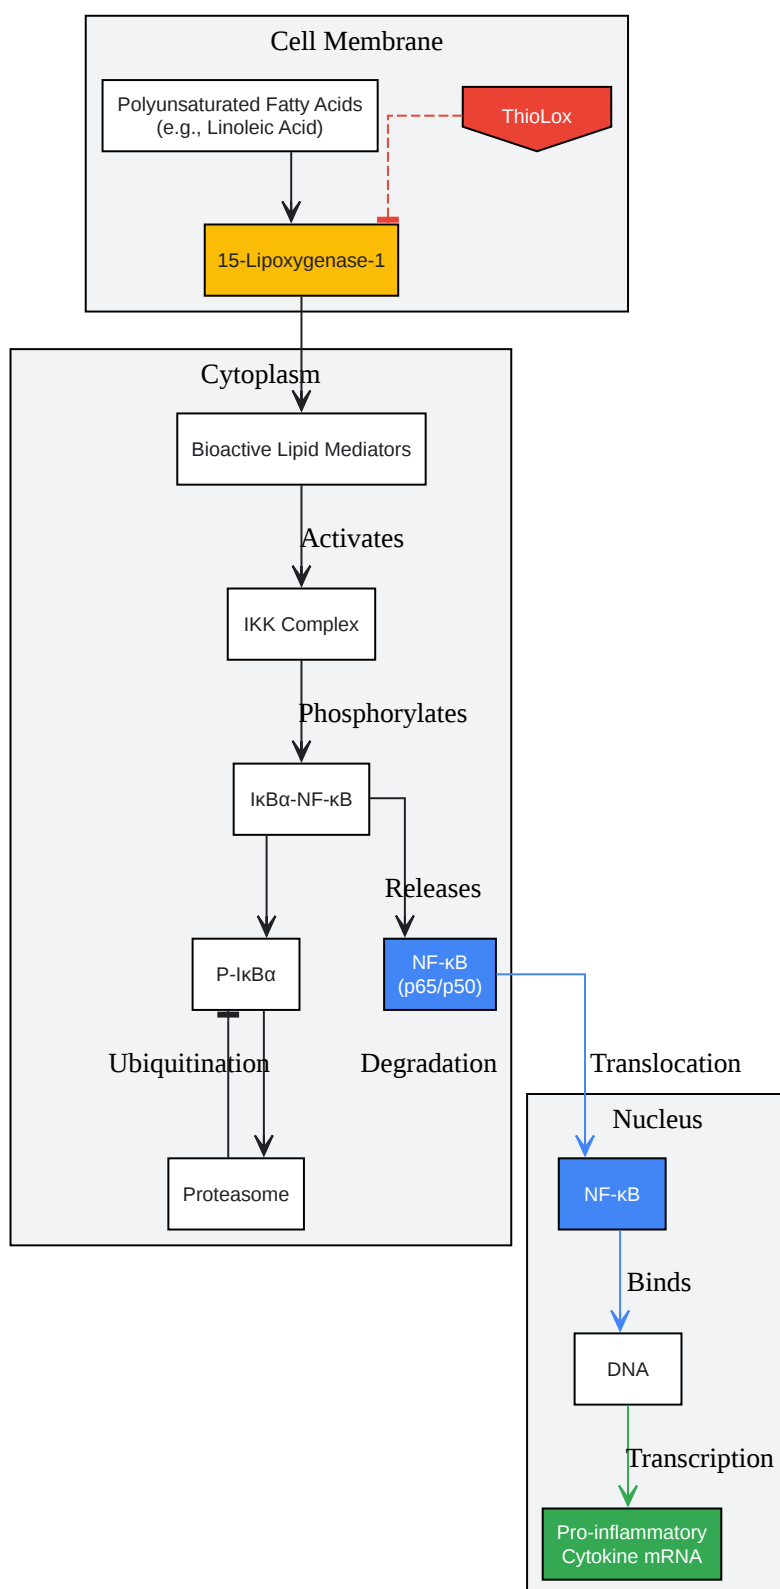 Cell Membrane
Polyunsaturated Fatty Acids
(e.g., Linoleic Acid)
ThioLox
15-Lipoxygenase-1
Cytoplasm
Bioactive Lipid Mediators
Activates
IKK Complex
Phosphorylates
IκBα-NF-κB
Releases
P-IκBα
NF-κB
(p65/p50)
Ubiquitination
Degradation
Translocation
Nucleus
Proteasome
NF-κB
Binds
DNA
Transcription
Pro-inflammatory
Cytokine mRNA